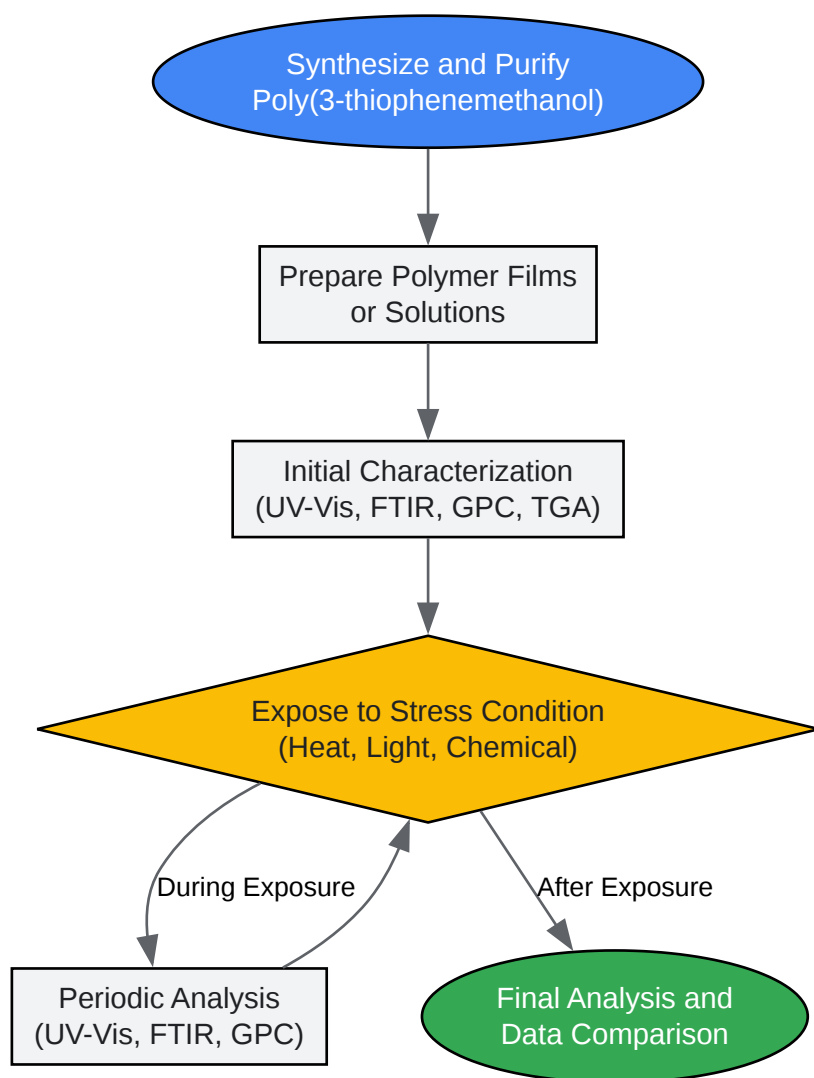 Synthesize and Purify
Poly(3-thiophenemethanol)
Prepare Polymer Films
or Solutions
Initial Characterization
(UV-Vis, FTIR, GPC, TGA)
Expose to Stress Condition
(Heat, Light, Chemical)
During Exposure
After Exposure
Periodic Analysis
(UV-Vis, FTIR, GPC)
Final Analysis and
Data Comparison